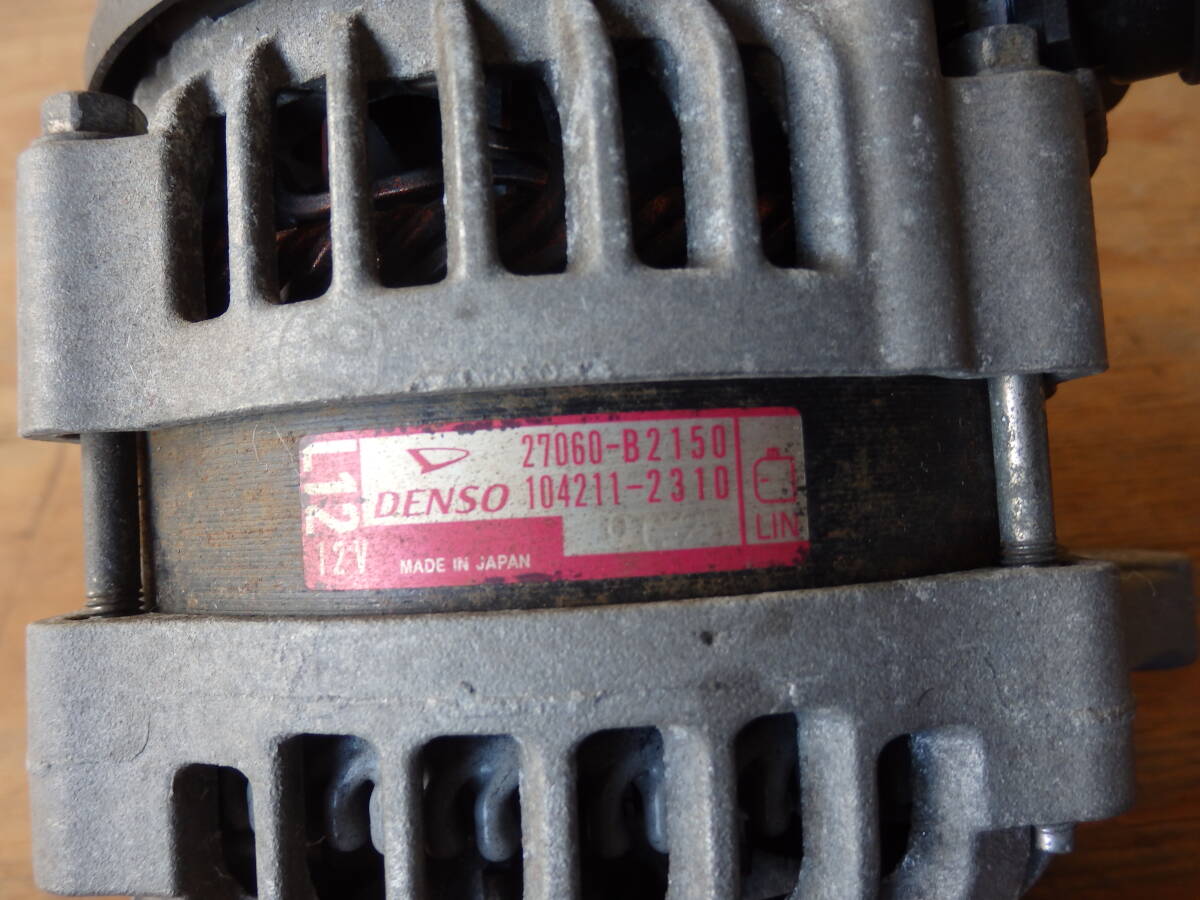 L12
12V
27060-B2150
DENSO 104211-2310
MADE IN JAPAN
LIN